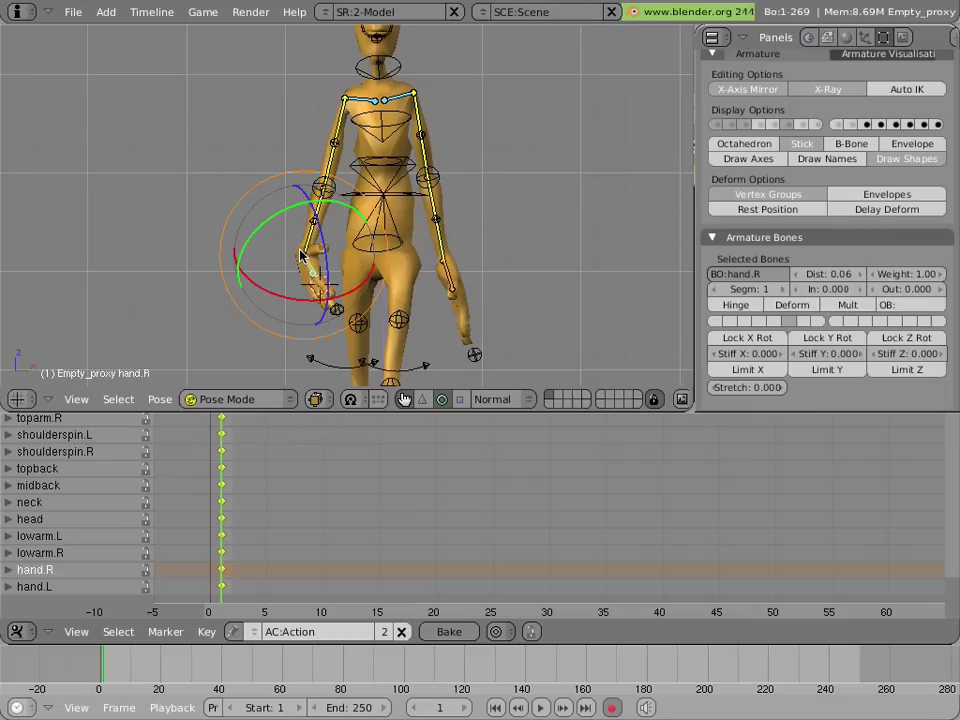 File Add Timeline Game Render Help SR:2-Model SCE:Scene www.blender.org 244 Bo:1-269 | Mem:8.69M Empty_proxy
Panels
Armature Armature Visualisati
Editing Options
X-Axis Mirror X-Ray Auto IK
Display Options
Octahedron Stick B-Bone Envelope
Draw Axes Draw Names Draw Shapes
Deform Options
Vertex Groups Envelopes
Rest Position Delay Deform
Armature Bones
Selected Bones
BO:hand.R Dist: 0.06 Weight: 1.00
Segm: 1 In: 0.000 Out: 0.000
Hinge Deform Mult OB:
Lock X Rot Lock Y Rot Lock Z Rot
Stiff X: 0.000 Stiff Y: 0.000 Stiff Z: 0.000
Limit X Limit Y Limit Z
Stretch: 0.000
z
x
(1) Empty_proxy hand.R
View Select Pose Pose Mode Normal
toparm.R
shoulderspin.L
shoulderspin.R
topback
midback
neck
head
lowarm.L
lowarm.R
hand.R
hand.L
−10 −5 0 5 10 15 20 25 30 35 40 45 50 55 60
View Select Marker Key AC:Action 2 Bake
−20 0 20 40 60 80 100 120 140 160 180 200 220 240 260 280
View Frame Playback Pr Start: 1 End: 250 1